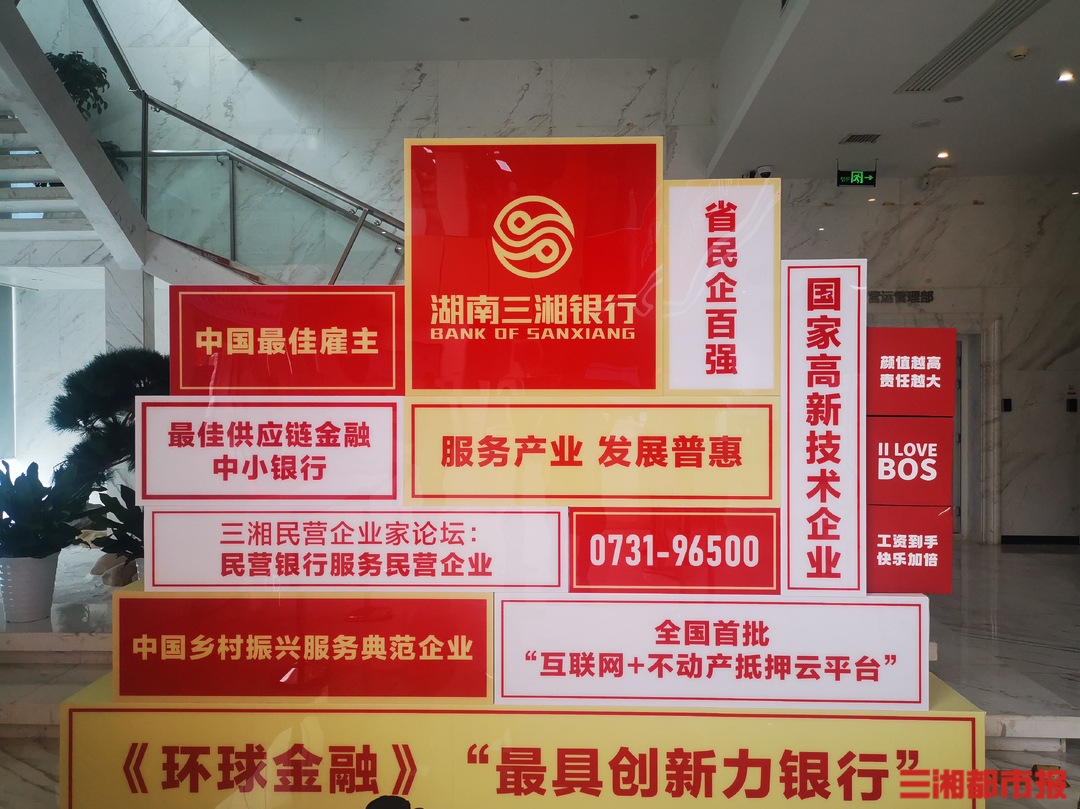 湖南三湘银行
BANK OF SANXIANG
省民企百强
国家高新技术企业
营运管理部
中国最佳雇主
颜值越高
责任越大
最佳供应链金融
中小银行
服务产业 发展普惠
II LOVE
BOS
三湘民营企业家论坛：
民营银行服务民营企业
0731-96500
工资到手
快乐加倍
中国乡村振兴服务典范企业
全国首批
“互联网+不动产抵押云平台”
《环球金融》“最具创新力银行”
三湘都市报